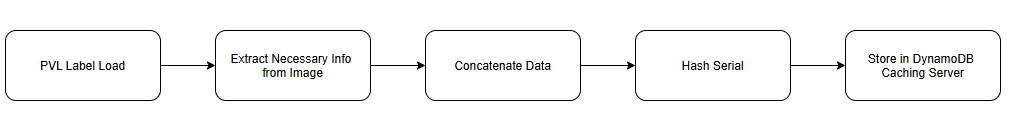 PVL Label Load
Extract Necessary Info
from Image
Concatenate Data
Hash Serial
Store in DynamoDB
Caching Server